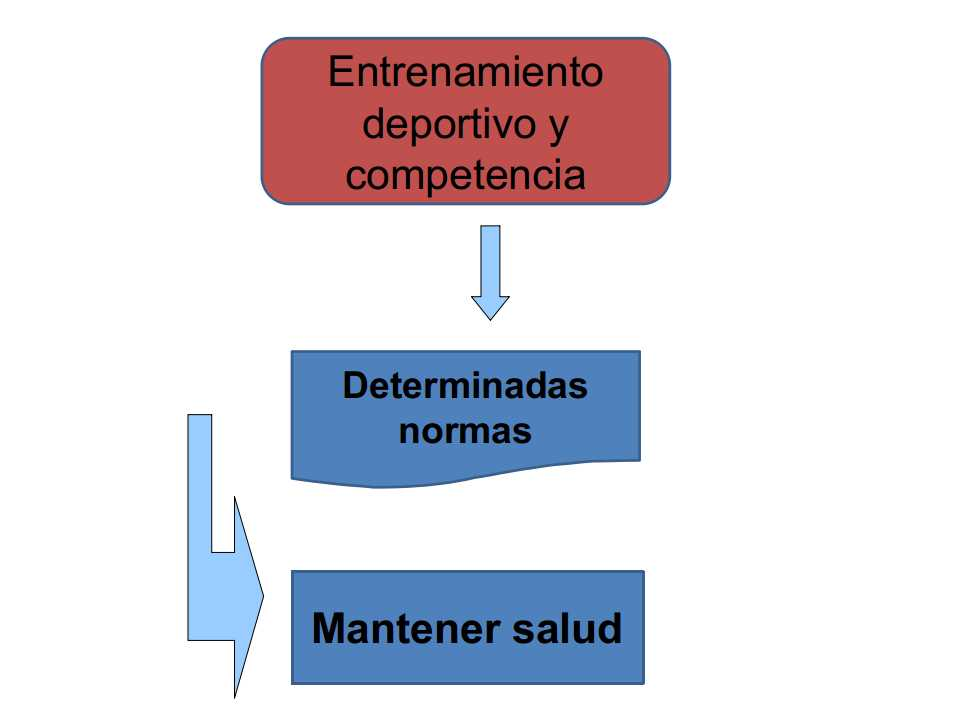 Entrenamiento
deportivo y
competencia
Determinadas
normas
Mantener salud